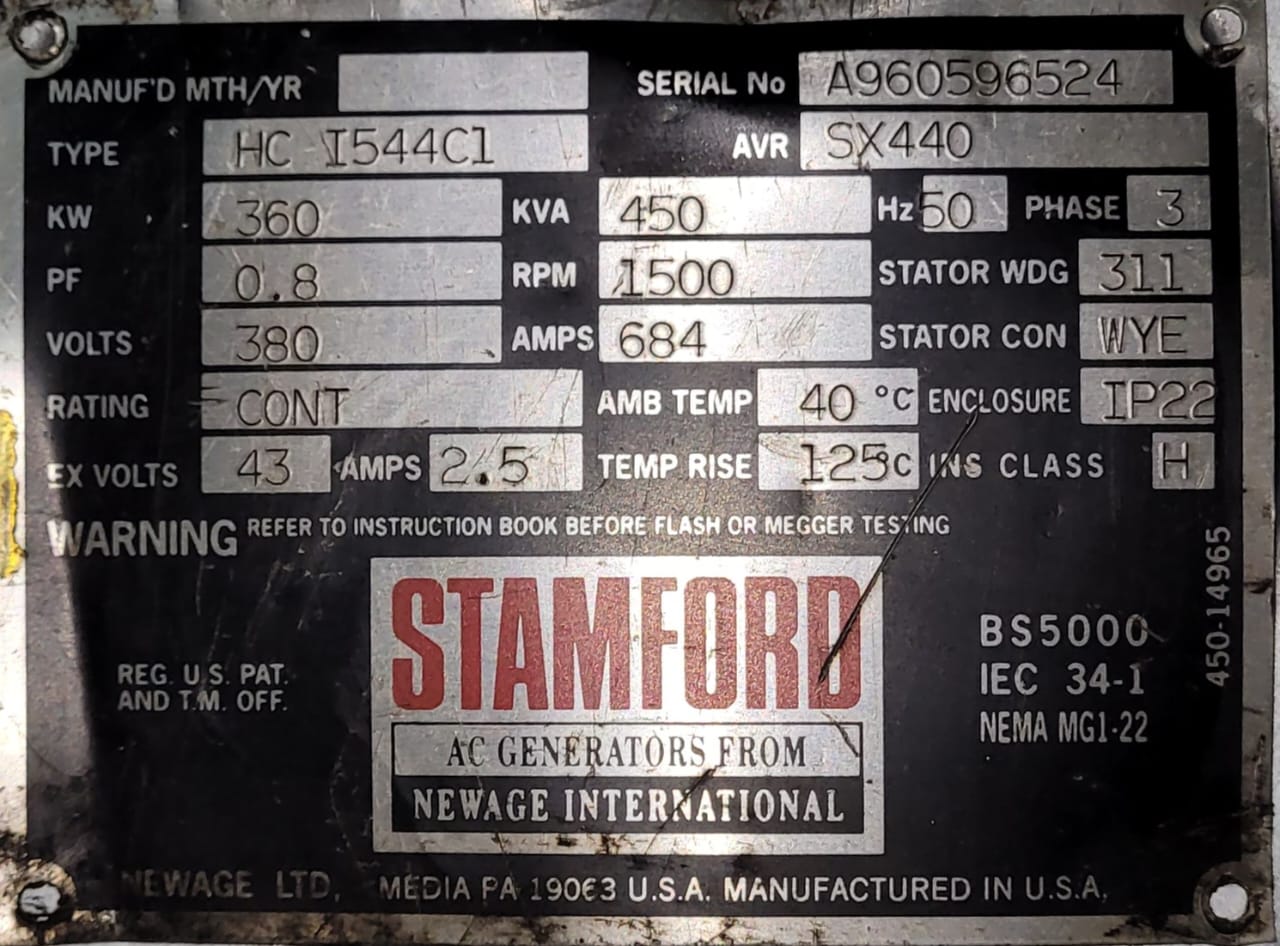 MANUF'D MTH/YR SERIAL No A960596524
TYPE HC I544C1 AVR SX440
KW 360 KVA 450 Hz 50 PHASE 3
PF 0.8 RPM 1500 STATOR WDG 311
VOLTS 380 AMPS 684 STATOR CON WYE
RATING CONT AMB TEMP 40 °C ENCLOSURE IP22
EX VOLTS 43 AMPS 2.5 TEMP RISE 125°C INS CLASS H
WARNING REFER TO INSTRUCTION BOOK BEFORE FLASH OR MEGGER TESTING
STAMFORD
AC GENERATORS FROM
NEWAGE INTERNATIONAL
REG. U.S. PAT.
AND T.M. OFF.
BS5000
IEC 34-1
NEMA MG1-22
450-14965
NEWAGE LTD, MEDIA PA 19063 U.S.A. MANUFACTURED IN U.S.A.